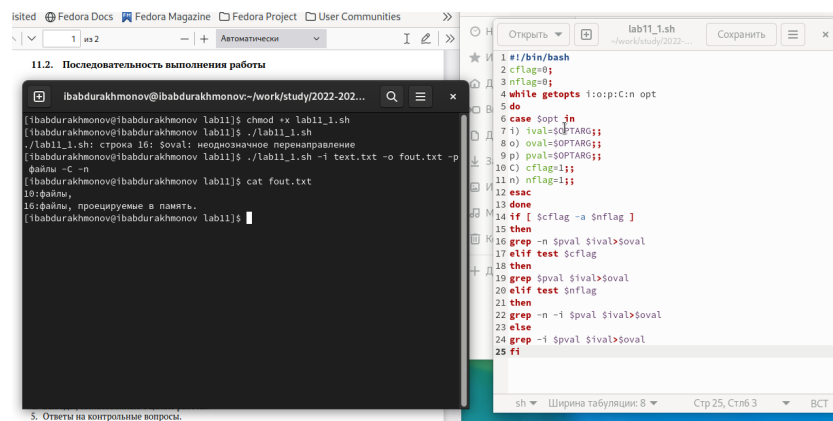 isited Fedora Docs Fedora Magazine Fedora Project User Communities »
1 из 2 — + Автоматически »
11.2. Последовательность выполнения работы
ibabdurakhmonov@ibabdurakhmonov:~/work/study/2022-202...
[ibabdurakhmonov@ibabdurakhmonov lab11]$ chmod +x lab11_1.sh
[ibabdurakhmonov@ibabdurakhmonov lab11]$ ./lab11_1.sh
./lab11_1.sh: строка 16: $oval: неоднозначное перенаправление
[ibabdurakhmonov@ibabdurakhmonov lab11]$ ./lab11_1.sh -i text.txt -o fout.txt -p
файлы -C -n
[ibabdurakhmonov@ibabdurakhmonov lab11]$ cat fout.txt
10:файлы,
16:файлы, проецируемые в память.
[ibabdurakhmonov@ibabdurakhmonov lab11]$
5. Ответы на контрольные вопросы.
Открыть lab11_1.sh Сохранить
~/work/study/2022-...
1 #!/bin/bash
2 cflag=0;
3 nflag=0;
4 while getopts i:o:p:C:n opt
5 do
6 case $opt in
7 i) ival=$OPTARG;;
8 o) oval=$OPTARG;;
9 p) pval=$OPTARG;;
10 C) cflag=1;;
11 n) nflag=1;;
12 esac
13 done
14 if [ $cflag -a $nflag ]
15 then
16 grep -n $pval $ival>$oval
17 elif test $cflag
18 then
19 grep $pval $ival>$oval
20 elif test $nflag
21 then
22 grep -n -i $pval $ival>$oval
23 else
24 grep -i $pval $ival>$oval
25 fi
sh Ширина табуляции: 8 Стр 25, Стлб 3 ВСТ